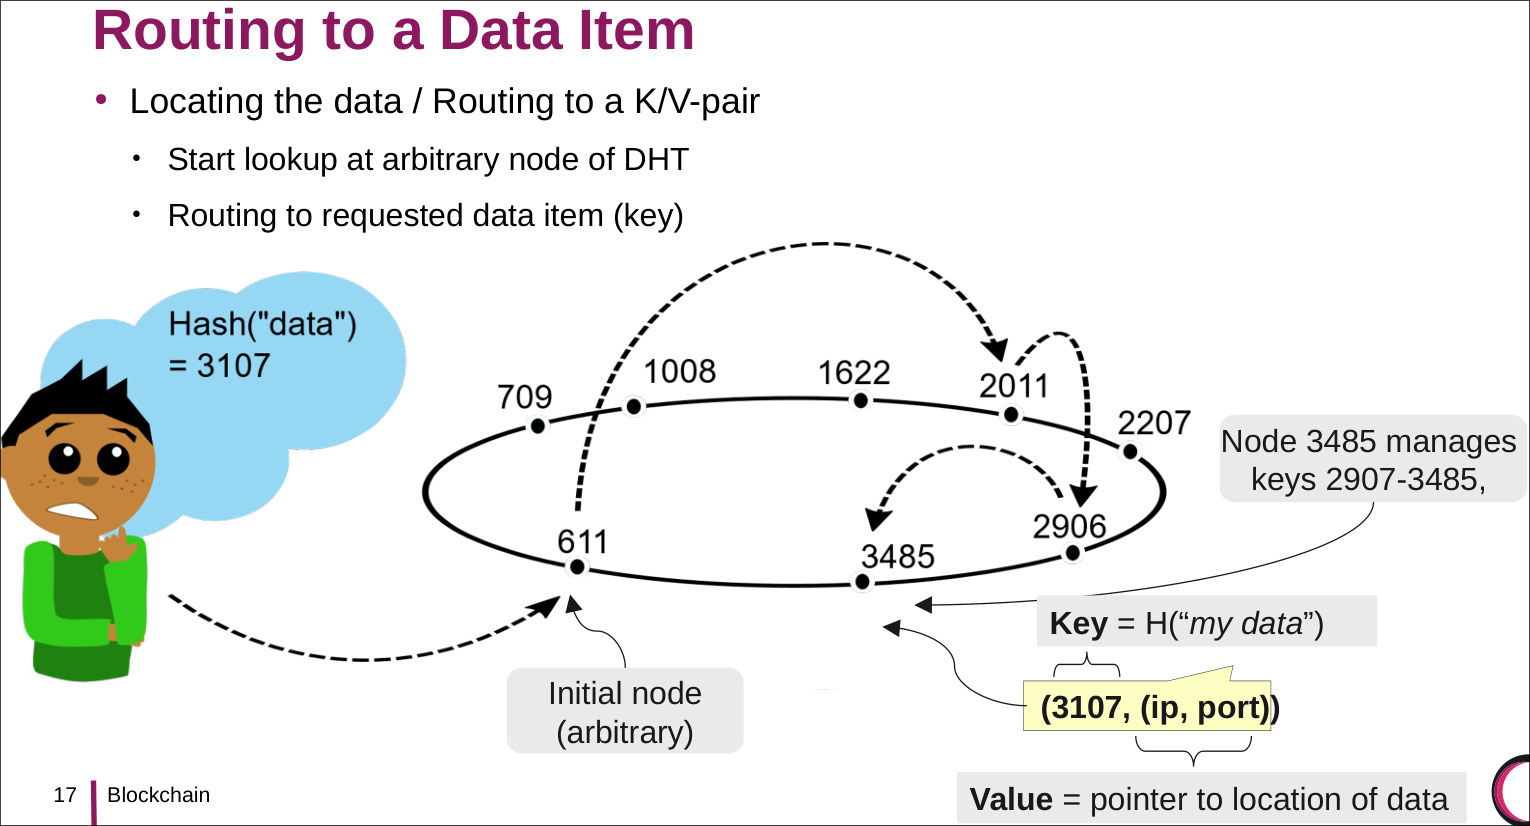 Routing to a Data Item
• Locating the data / Routing to a K/V-pair
• Start lookup at arbitrary node of DHT
• Routing to requested data item (key)
Hash("data")
= 3107
709
1008
1622
2011
2207
611
3485
2906
Node 3485 manages
keys 2907-3485,
Key = H(“my data”)
(3107, (ip, port))
Initial node
(arbitrary)
Value = pointer to location of data
17
Blockchain